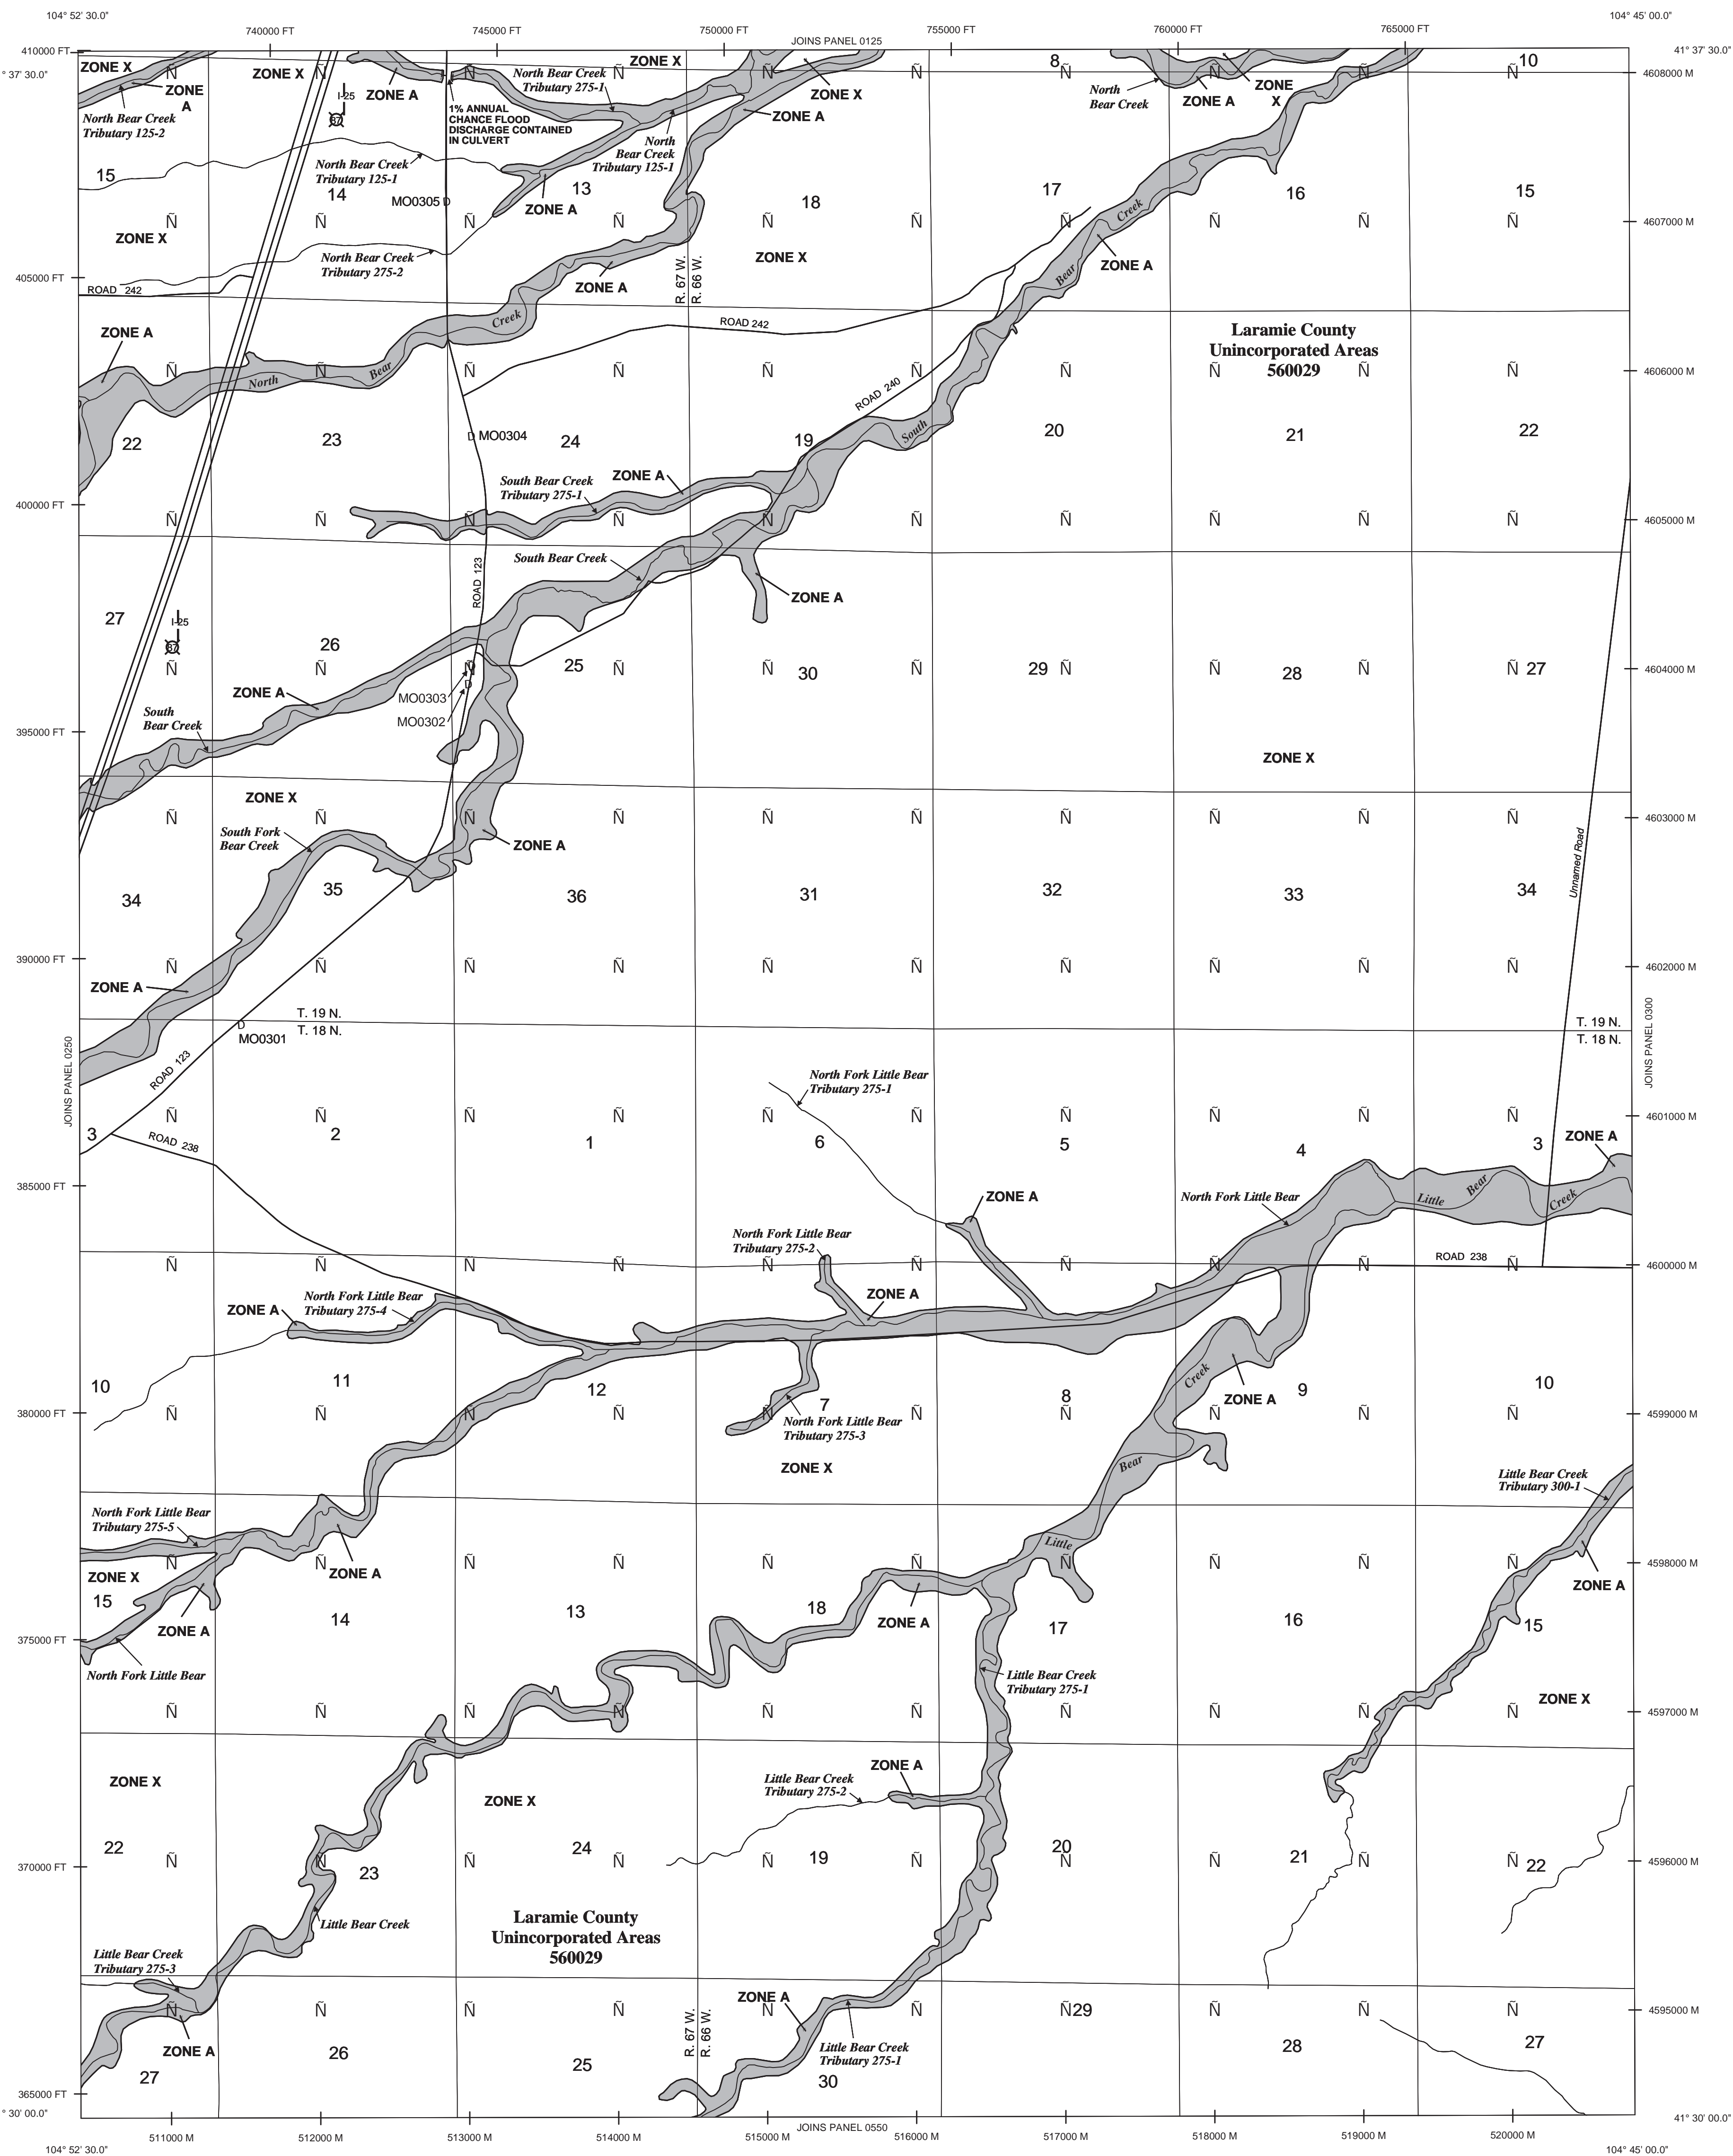 104° 52' 30.0"
104° 45' 00.0"
740000 FT
745000 FT
750000 FT
755000 FT
760000 FT
765000 FT
JOINS PANEL 0125
410000 FT
41° 37' 30.0"
° 37' 30.0"
ZONE X
ZONE A
North Bear Creek
Tributary 125-2
ZONE X
I-25
ZONE A
1% ANNUAL
CHANCE FLOOD
DISCHARGE CONTAINED
IN CULVERT
North Bear Creek
Tributary 275-1
ZONE X
ZONE X
ZONE A
8
North
Bear Creek
ZONE A
ZONE
X
10
4608000 M
15
North Bear Creek
Tributary 125-1
14
MO0305
13
ZONE A
North
Bear Creek
Tributary 125-1
18
17
16
15
ZONE X
4607000 M
North Bear Creek
Tributary 275-2
ZONE A
R. 67 W.
R. 66 W.
ZONE X
Creek
Bear
ZONE A
405000 FT
ROAD 242
ZONE A
Creek
ROAD 242
Laramie County
Unincorporated Areas
560029
North
Bear
4606000 M
ROAD 240
South
22
23
MO0304
24
19
20
21
22
South Bear Creek
Tributary 275-1
ZONE A
400000 FT
4605000 M
South Bear Creek
ROAD 123
ZONE A
27
I-25
26
25
30
29
28
27
4604000 M
ZONE A
MO0303
MO0302
South
Bear Creek
395000 FT
ZONE X
ZONE X
4603000 M
South Fork
Bear Creek
ZONE A
Unnamed Road
34
35
36
31
32
33
34
390000 FT
4602000 M
ZONE A
T. 19 N.
T. 18 N.
T. 19 N.
T. 18 N.
MO0301
JOINS PANEL 0250
JOINS PANEL 0300
ROAD 123
North Fork Little Bear
Tributary 275-1
4601000 M
3
ROAD 238
2
1
6
5
4
3
ZONE A
385000 FT
ZONE A
North Fork Little Bear
Little
Bear
Creek
North Fork Little Bear
Tributary 275-2
ROAD 238
4600000 M
North Fork Little Bear
Tributary 275-4
ZONE A
ZONE A
10
11
12
7
8
Creek
ZONE A
9
10
380000 FT
4599000 M
North Fork Little Bear
Tributary 275-3
ZONE X
Bear
Little Bear Creek
Tributary 300-1
North Fork Little Bear
Tributary 275-5
Little
4598000 M
ZONE X
15
ZONE A
ZONE A
ZONE A
ZONE A
14
13
18
17
16
15
375000 FT
North Fork Little Bear
Little Bear Creek
Tributary 275-1
ZONE X
4597000 M
ZONE X
ZONE X
ZONE A
Little Bear Creek
Tributary 275-2
22
23
24
19
20
21
22
370000 FT
4596000 M
Little Bear Creek
Laramie County
Unincorporated Areas
560029
Little Bear Creek
Tributary 275-3
ZONE A
R. 67 W.
R. 66 W.
ZONE A
29
4595000 M
27
26
25
Little Bear Creek
Tributary 275-1
30
28
27
365000 FT
° 30' 00.0"
41° 30' 00.0"
JOINS PANEL 0550
511000 M
512000 M
513000 M
514000 M
515000 M
516000 M
517000 M
518000 M
519000 M
520000 M
104° 52' 30.0"
104° 45' 00.0"